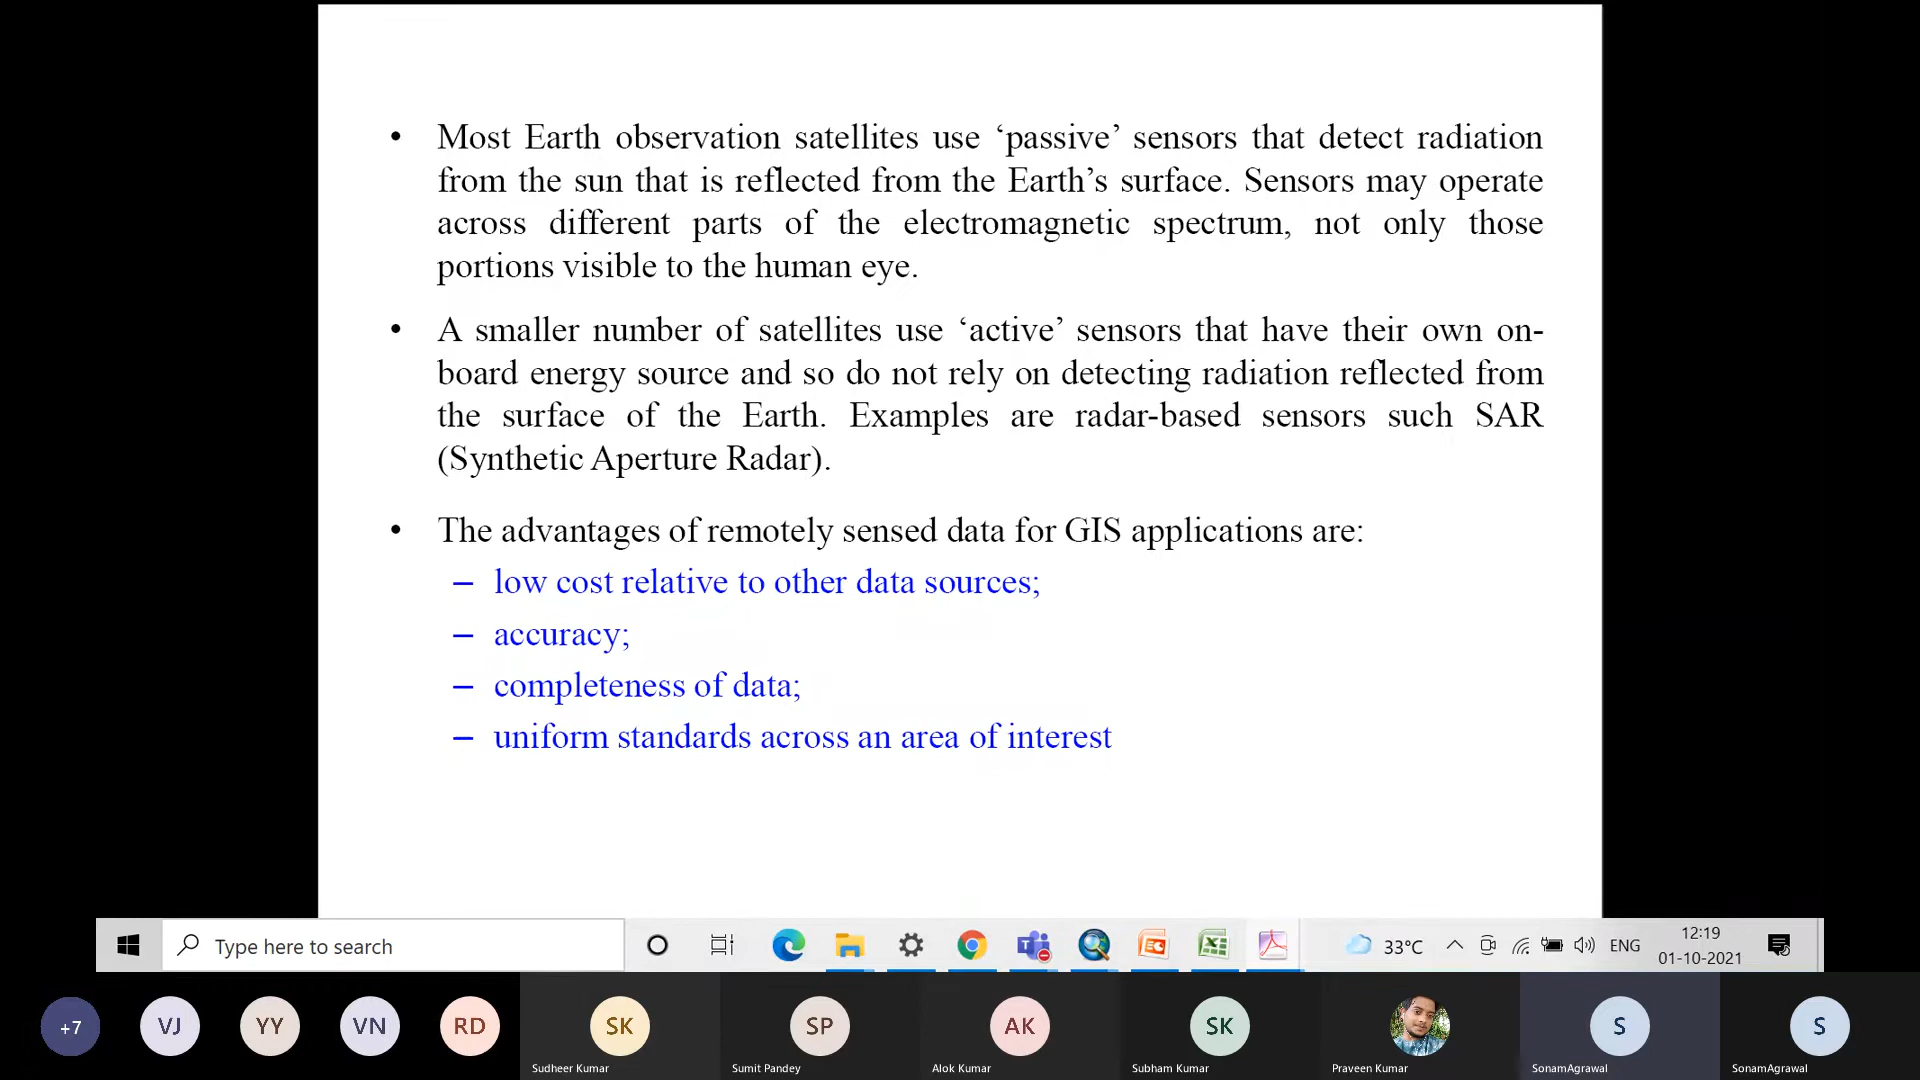 • Most Earth observation satellites use ‘passive’ sensors that detect radiation
from the sun that is reflected from the Earth’s surface. Sensors may operate
across different parts of the electromagnetic spectrum, not only those
portions visible to the human eye.
• A smaller number of satellites use ‘active’ sensors that have their own on-
board energy source and so do not rely on detecting radiation reflected from
the surface of the Earth. Examples are radar-based sensors such SAR
(Synthetic Aperture Radar).
• The advantages of remotely sensed data for GIS applications are:
– low cost relative to other data sources;
– accuracy;
– completeness of data;
– uniform standards across an area of interest
Type here to search
33°C
ENG
12:19
01-10-2021
+7
VJ
YY
VN
RD
SK
SP
AK
SK
S
S
Sudheer Kumar
Sumit Pandey
Alok Kumar
Subham Kumar
Praveen Kumar
SonamAgrawal
SonamAgrawal